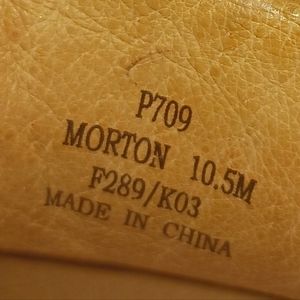 P709
MORTON 10.5M
F289/K03
MADE IN CHINA